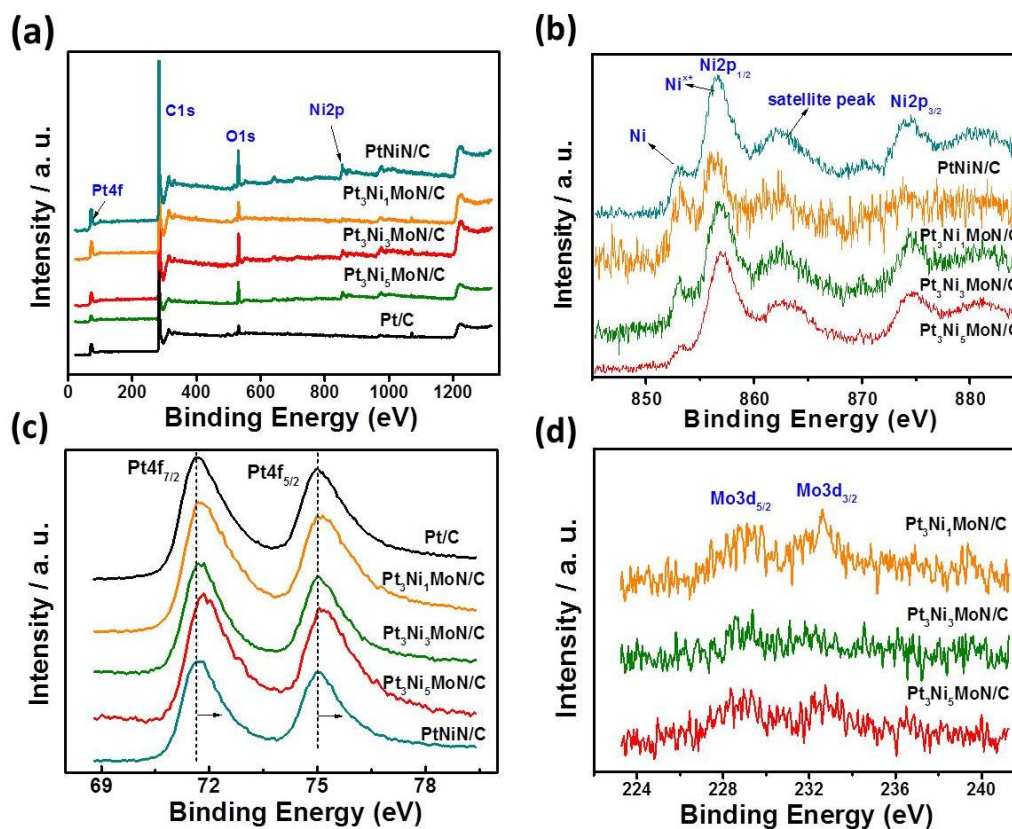 (a)
Intensity / a. u.
Pt4f
C1s
O1s
Ni2p
PtNiN/C
Pt₃Ni₁MoN/C
Pt₃Ni₃MoN/C
Pt₃Ni₅MoN/C
Pt/C
0 200 400 600 800 1000 1200
Binding Energy (eV)
(b)
Intensity / a. u.
Ni
Niˣ⁺
Ni2p₁/₂
satellite peak
Ni2p₃/₂
PtNiN/C
Pt₃Ni₁MoN/C
Pt₃Ni₃MoN/C
Pt₃Ni₅MoN/C
850 860 870 880
Binding Energy (eV)
(c)
Intensity / a. u.
Pt4f₇/₂
Pt4f₅/₂
Pt/C
Pt₃Ni₁MoN/C
Pt₃Ni₃MoN/C
Pt₃Ni₅MoN/C
PtNiN/C
69 72 75 78
Binding Energy (eV)
(d)
Intensity / a. u.
Mo3d₅/₂
Mo3d₃/₂
Pt₃Ni₁MoN/C
Pt₃Ni₃MoN/C
Pt₃Ni₅MoN/C
224 228 232 236 240
Binding Energy (eV)